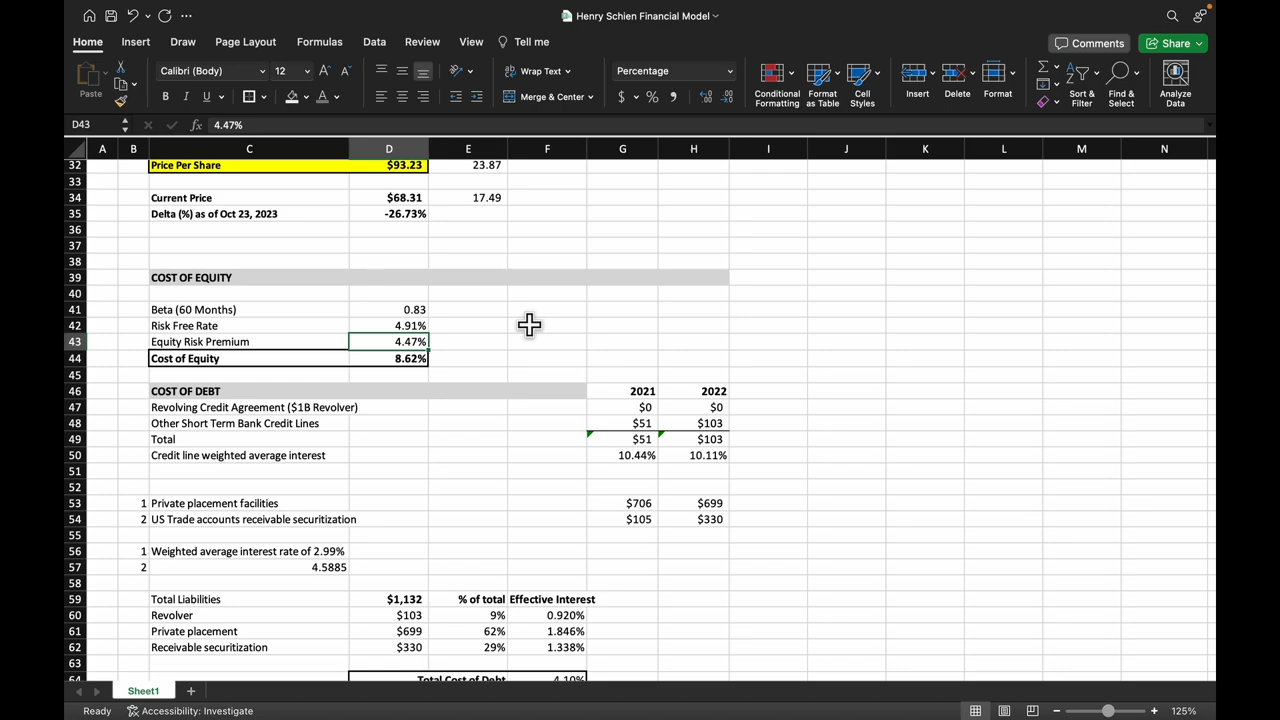 Henry Schien Financial Model
Home Insert Draw Page Layout Formulas Data Review View Tell me Comments Share
Paste Calibri (Body) 12 A A Wrap Text Percentage Conditional Formatting Format as Table Cell Styles Insert Delete Format Sort & Filter Find & Select Analyze Data
B I U A Merge & Center $ % 9
D43 fx 4.47%
A B C D E F G H I J K L M N
32 Price Per Share $93.23 23.87
33
34 Current Price $68.31 17.49
35 Delta (%) as of Oct 23, 2023 -26.73%
36
37
38
39 COST OF EQUITY
40
41 Beta (60 Months) 0.83
42 Risk Free Rate 4.91%
43 Equity Risk Premium 4.47%
44 Cost of Equity 8.62%
45
46 COST OF DEBT 2021 2022
47 Revolving Credit Agreement ($1B Revolver) $0 $0
48 Other Short Term Bank Credit Lines $51 $103
49 Total $51 $103
50 Credit line weighted average interest 10.44% 10.11%
51
52
53 1 Private placement facilities $706 $699
54 2 US Trade accounts receivable securitization $105 $330
55
56 1 Weighted average interest rate of 2.99%
57 2 4.5885
58
59 Total Liabilities $1,132 % of total Effective Interest
60 Revolver $103 9% 0.920%
61 Private placement $699 62% 1.846%
62 Receivable securitization $330 29% 1.338%
63
64 Total Cost of Debt 4.10%
Sheet1
Ready Accessibility: Investigate 125%